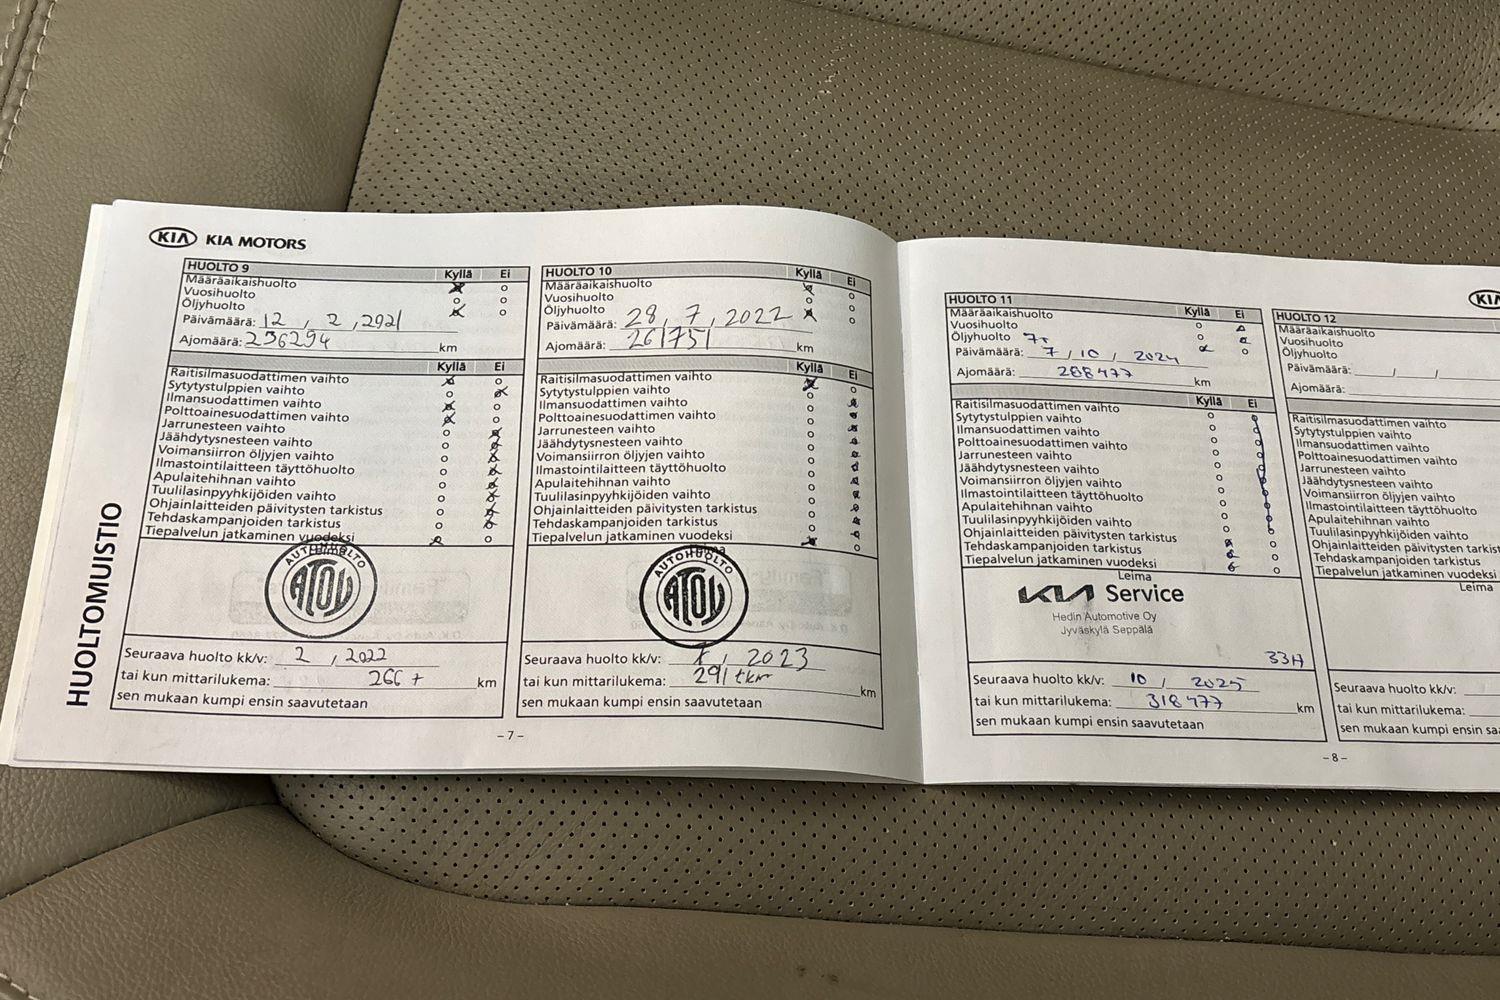 KIA KIA MOTORS
HUOLTOMUISTIO
HUOLTO 9 Kyllä Ei
Määräaikaishuolto
Vuosihuolto
Öljyhuolto
Päivämäärä: 12 , 2 , 2021
Ajomäärä: 236294 km
Kyllä Ei
Raitisilmasuodattimen vaihto
Sytytystulppien vaihto
Ilmansuodattimen vaihto
Polttoainesuodattimen vaihto
Jarrunesteen vaihto
Jäähdytysnesteen vaihto
Voimansiirron öljyjen vaihto
Ilmastointilaitteen täyttöhuolto
Apulaitehihnan vaihto
Tuulilasinpyyhkijöiden vaihto
Ohjainlaitteiden päivitysten tarkistus
Tehdaskampanjoiden tarkistus
Tiepalvelun jatkaminen vuodeksi
AUTOHUOLTO
ATOV
Seuraava huolto kk/v: 2 , 2022
tai kun mittarilukema: 266 t km
sen mukaan kumpi ensin saavutetaan
HUOLTO 10 Kyllä Ei
Määräaikaishuolto
Vuosihuolto
Öljyhuolto
Päivämäärä: 28 , 7 , 2022
Ajomäärä: 261751 km
Kyllä Ei
Raitisilmasuodattimen vaihto
Sytytystulppien vaihto
Ilmansuodattimen vaihto
Polttoainesuodattimen vaihto
Jarrunesteen vaihto
Jäähdytysnesteen vaihto
Voimansiirron öljyjen vaihto
Ilmastointilaitteen täyttöhuolto
Apulaitehihnan vaihto
Tuulilasinpyyhkijöiden vaihto
Ohjainlaitteiden päivitysten tarkistus
Tehdaskampanjoiden tarkistus
Tiepalvelun jatkaminen vuodeksi
AUTOHUOLTO
ATOV
Seuraava huolto kk/v: , 2023
tai kun mittarilukema: 291 tkm km
sen mukaan kumpi ensin saavutetaan
- 7 -
HUOLTO 11 Kyllä Ei
Määräaikaishuolto
Vuosihuolto
Öljyhuolto
Päivämäärä: 7 , 10 , 2024
Ajomäärä: 288477 km
Kyllä Ei
Raitisilmasuodattimen vaihto
Sytytystulppien vaihto
Ilmansuodattimen vaihto
Polttoainesuodattimen vaihto
Jarrunesteen vaihto
Jäähdytysnesteen vaihto
Voimansiirron öljyjen vaihto
Ilmastointilaitteen täyttöhuolto
Apulaitehihnan vaihto
Tuulilasinpyyhkijöiden vaihto
Ohjainlaitteiden päivitysten tarkistus
Tehdaskampanjoiden tarkistus
Tiepalvelun jatkaminen vuodeksi
Leima
KIA Service
Hedin Automotive Oy
Jyväskylä Seppälä
33H
Seuraava huolto kk/v: 10 , 2025
tai kun mittarilukema: 318477 km
sen mukaan kumpi ensin saavutetaan
HUOLTO 12
Määräaikaishuolto
Vuosihuolto
Öljyhuolto
Päivämäärä: , ,
Ajomäärä:
Raitisilmasuodattimen vaihto
Sytytystulppien vaihto
Ilmansuodattimen vaihto
Polttoainesuodattimen vaihto
Jarrunesteen vaihto
Jäähdytysnesteen vaihto
Voimansiirron öljyjen vaihto
Ilmastointilaitteen täyttöhuolto
Apulaitehihnan vaihto
Tuulilasinpyyhkijöiden vaihto
Ohjainlaitteiden päivitysten
Tehdaskampanjoiden tarkistus
Tiepalvelun jatkaminen vuodeksi
Leima
Seuraava huolto kk/v:
tai kun mittarilukema:
sen mukaan kumpi ensin
- 8 -